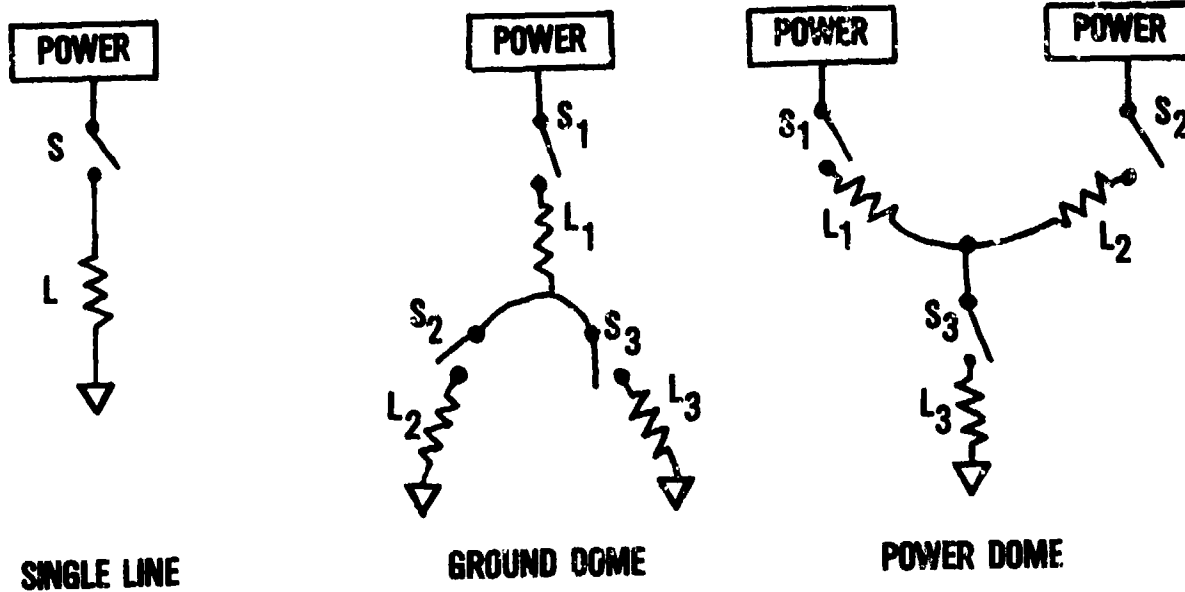 POWER
S
L
SINGLE LINE
POWER
S1
L1
S2
S3
L2
L3
GROUND DOME
POWER
POWER
S1
S2
L1
L2
S3
L3
POWER DOME